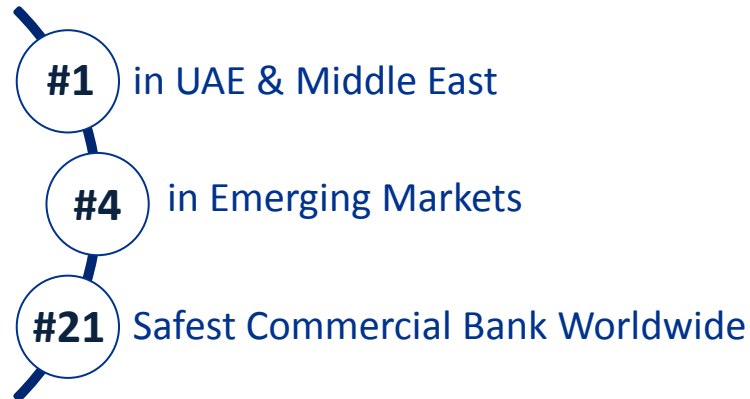 #1 in UAE & Middle East
#4 in Emerging Markets
#21 Safest Commercial Bank Worldwide